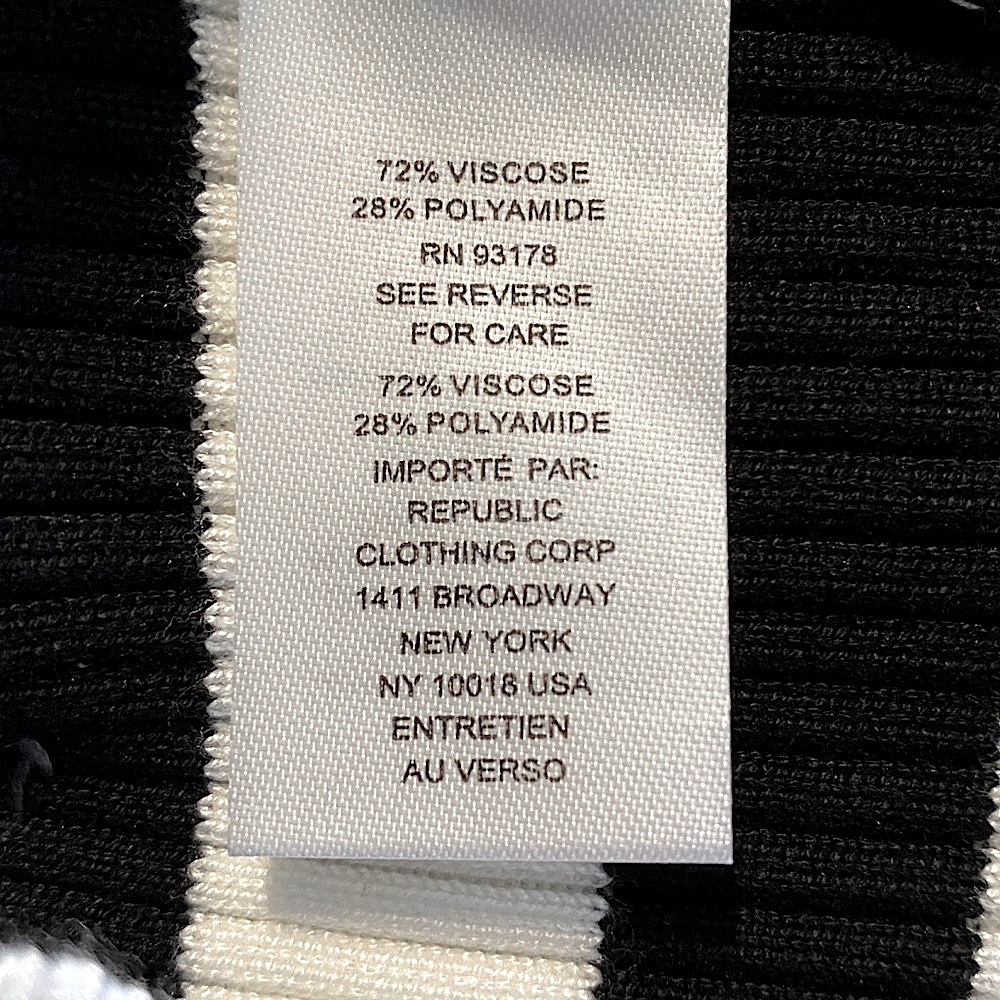 72% VISCOSE
28% POLYAMIDE
RN 93178
SEE REVERSE
FOR CARE
72% VISCOSE
28% POLYAMIDE
IMPORTÉ PAR:
REPUBLIC
CLOTHING CORP
1411 BROADWAY
NEW YORK
NY 10018 USA
ENTRETIEN
AU VERSO